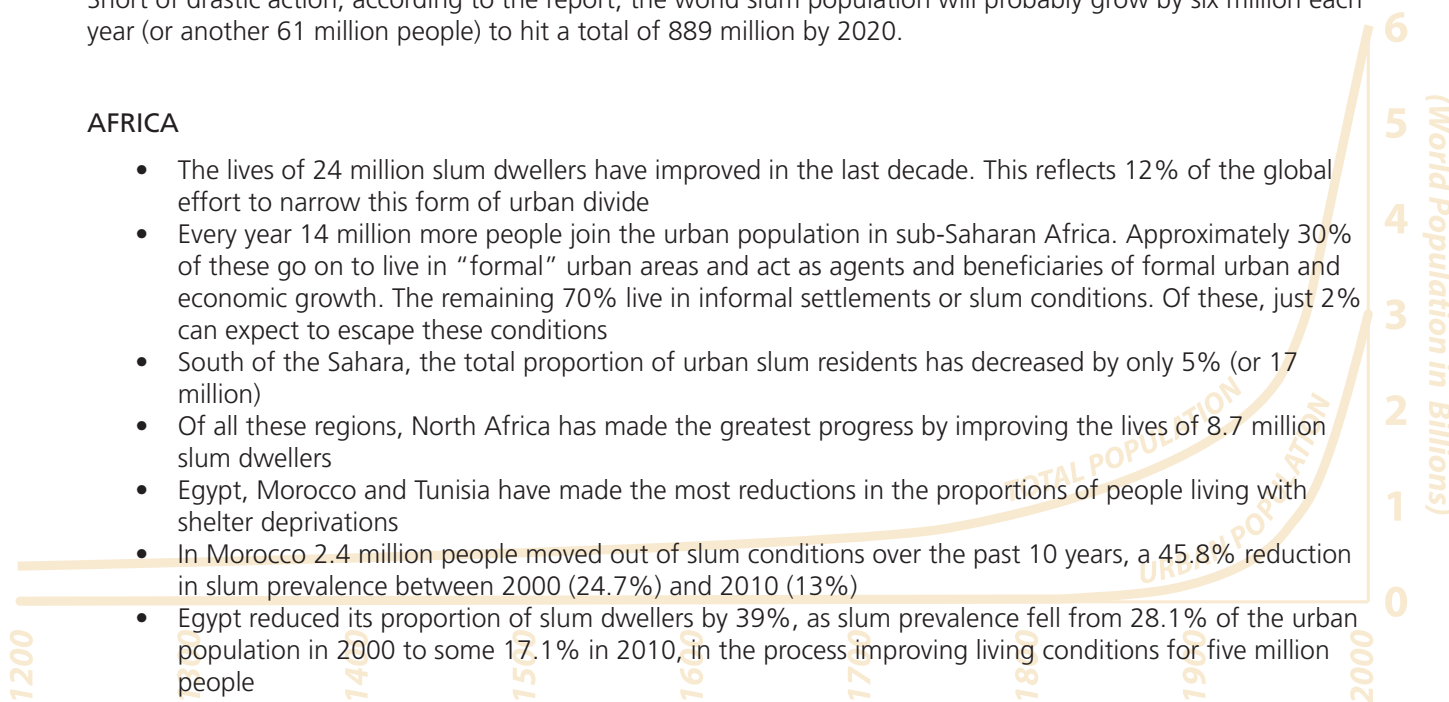 Short of drastic action, according to the report, the world slum population will probably grow by six million each
year (or another 61 million people) to hit a total of 889 million by 2020.
AFRICA
• The lives of 24 million slum dwellers have improved in the last decade. This reflects 12% of the global
effort to narrow this form of urban divide
• Every year 14 million more people join the urban population in sub-Saharan Africa. Approximately 30%
of these go on to live in “formal” urban areas and act as agents and beneficiaries of formal urban and
economic growth. The remaining 70% live in informal settlements or slum conditions. Of these, just 2%
can expect to escape these conditions
• South of the Sahara, the total proportion of urban slum residents has decreased by only 5% (or 17
million)
• Of all these regions, North Africa has made the greatest progress by improving the lives of 8.7 million
slum dwellers
• Egypt, Morocco and Tunisia have made the most reductions in the proportions of people living with
shelter deprivations
• In Morocco 2.4 million people moved out of slum conditions over the past 10 years, a 45.8% reduction
in slum prevalence between 2000 (24.7%) and 2010 (13%)
• Egypt reduced its proportion of slum dwellers by 39%, as slum prevalence fell from 28.1% of the urban
population in 2000 to some 17.1% in 2010, in the process improving living conditions for five million
people
TOTAL POPULATION
URBAN POPULATION
6
5
4
3
2
1
0
(World Population in Billions)
1200
1300
1400
1500
1600
1700
1800
1900
2000